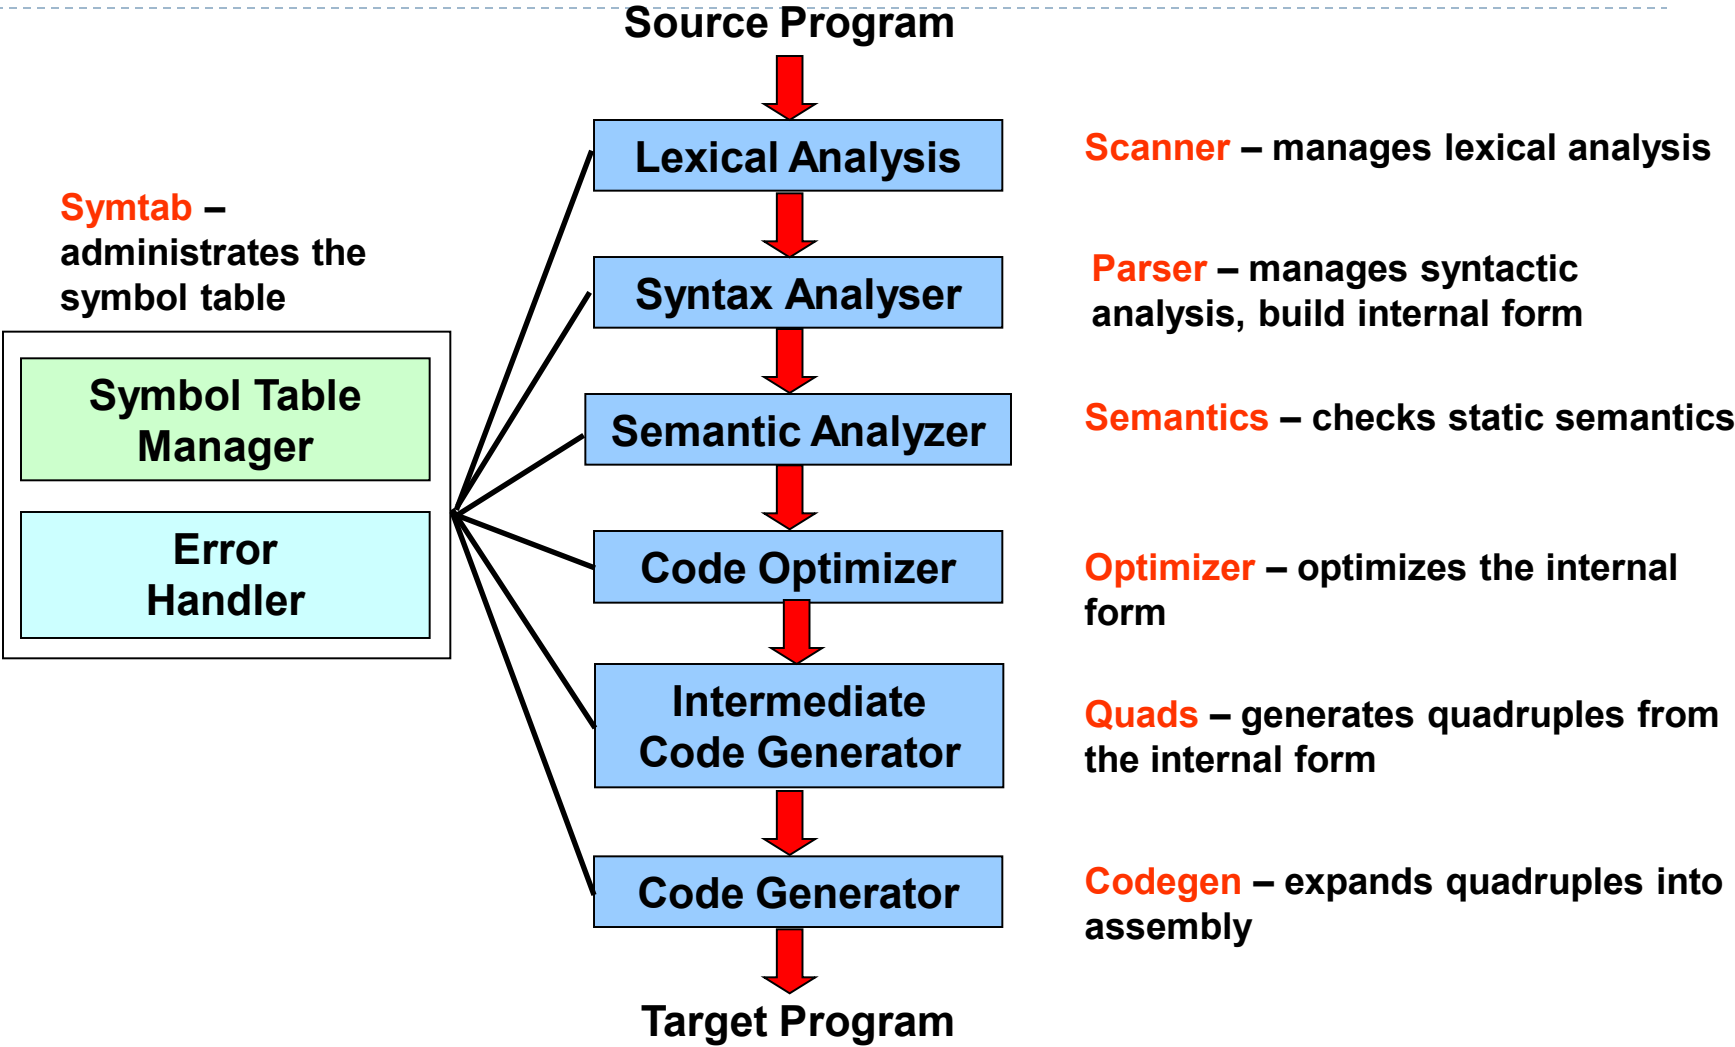 Source Program
Lexical Analysis
Scanner – manages lexical analysis
Symtab –
administrates the
symbol table
Syntax Analyser
Parser – manages syntactic
analysis, build internal form
Symbol Table
Manager
Semantic Analyzer
Semantics – checks static semantics
Error
Handler
Code Optimizer
Optimizer – optimizes the internal
form
Intermediate
Code Generator
Quads – generates quadruples from
the internal form
Code Generator
Codegen – expands quadruples into
assembly
Target Program